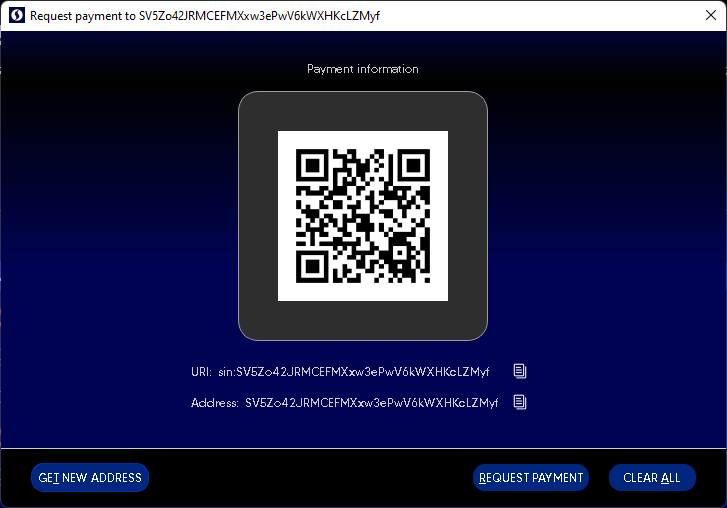 Request payment to SV5Zo42JRMCEFMXxw3ePwV6kWXHKcLZMyf
Payment information
URI: sin:SV5Zo42JRMCEFMXxw3ePwV6kWXHKcLZMyf
Address: SV5Zo42JRMCEFMXxw3ePwV6kWXHKcLZMyf
GET NEW ADDRESS
REQUEST PAYMENT
CLEAR ALL